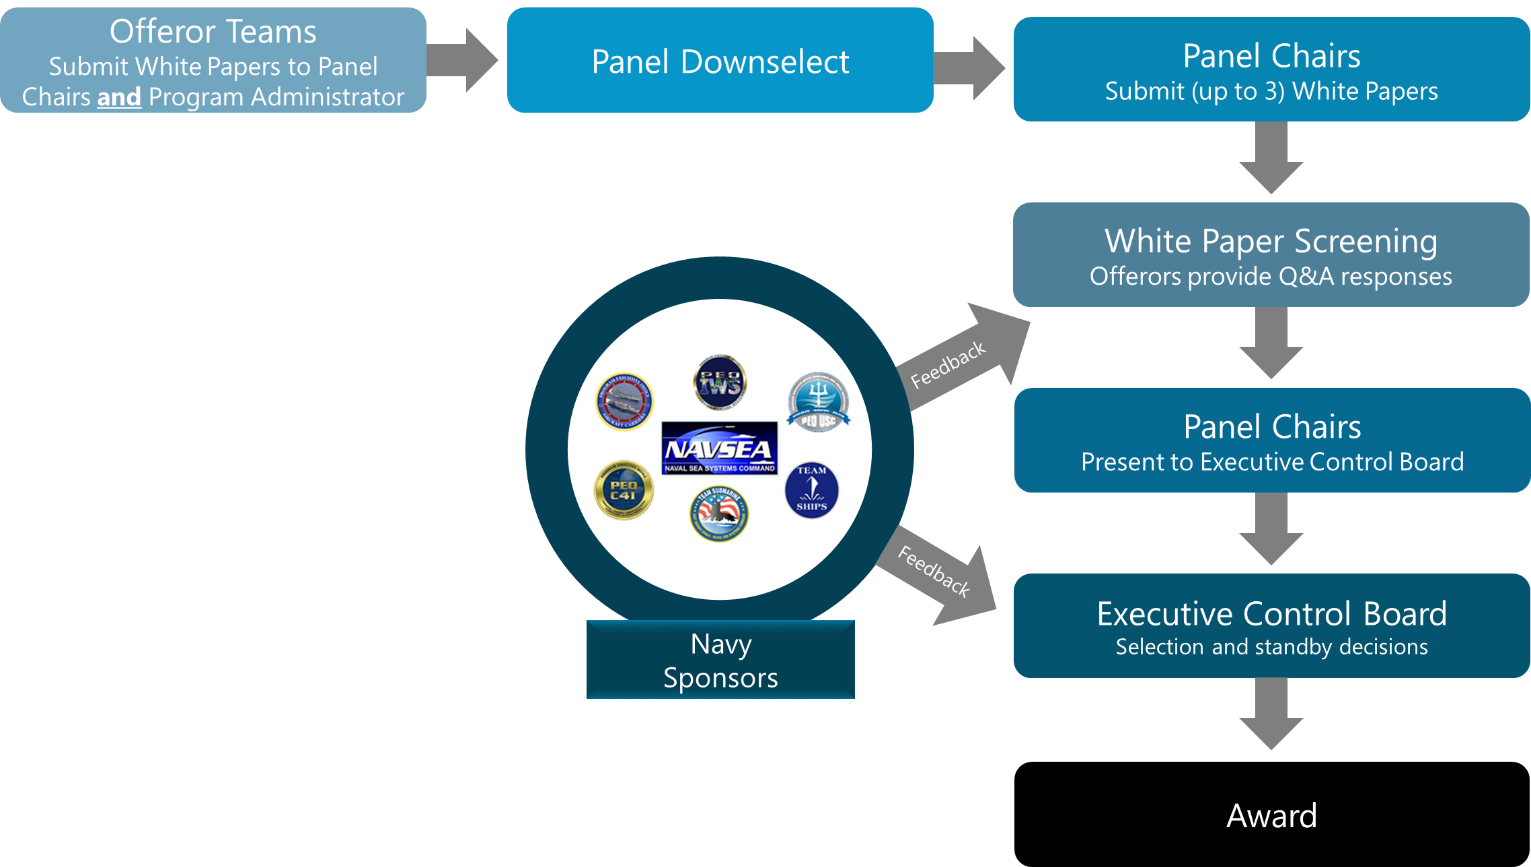 Offeror Teams
Submit White Papers to Panel
Chairs and Program Administrator
Panel Downselect
Panel Chairs
Submit (up to 3) White Papers
White Paper Screening
Offerors provide Q&A responses
Feedback
Panel Chairs
Present to Executive Control Board
Feedback
Executive Control Board
Selection and standby decisions
Award
PEO
IWS
PEO USC
NAVSEA
NAVAL SEA SYSTEMS COMMAND
PEO
C4I
TEAM
SHIPS
TEAM SUBMARINE
Navy
Sponsors